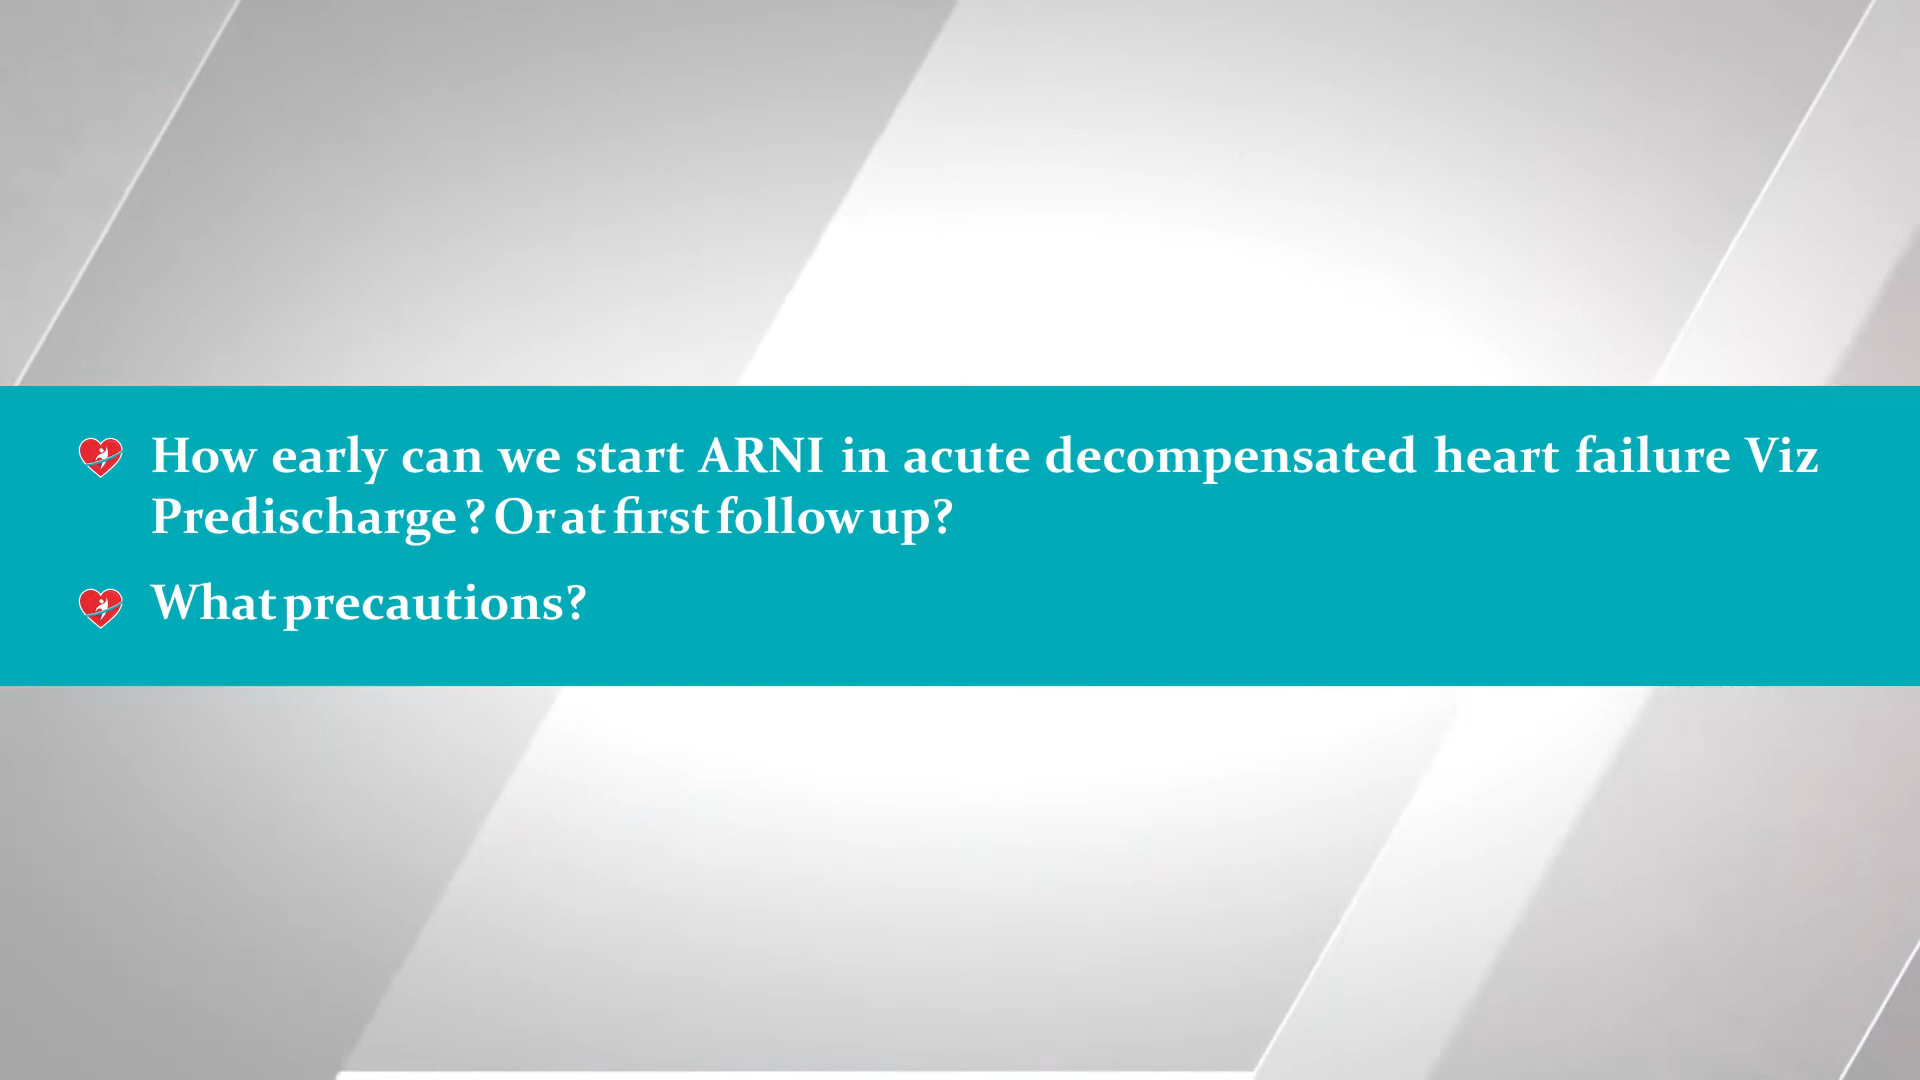 How early can we start ARNI in acute decompensated heart failure Viz
Predischarge ? Or at first follow up?
What precautions?